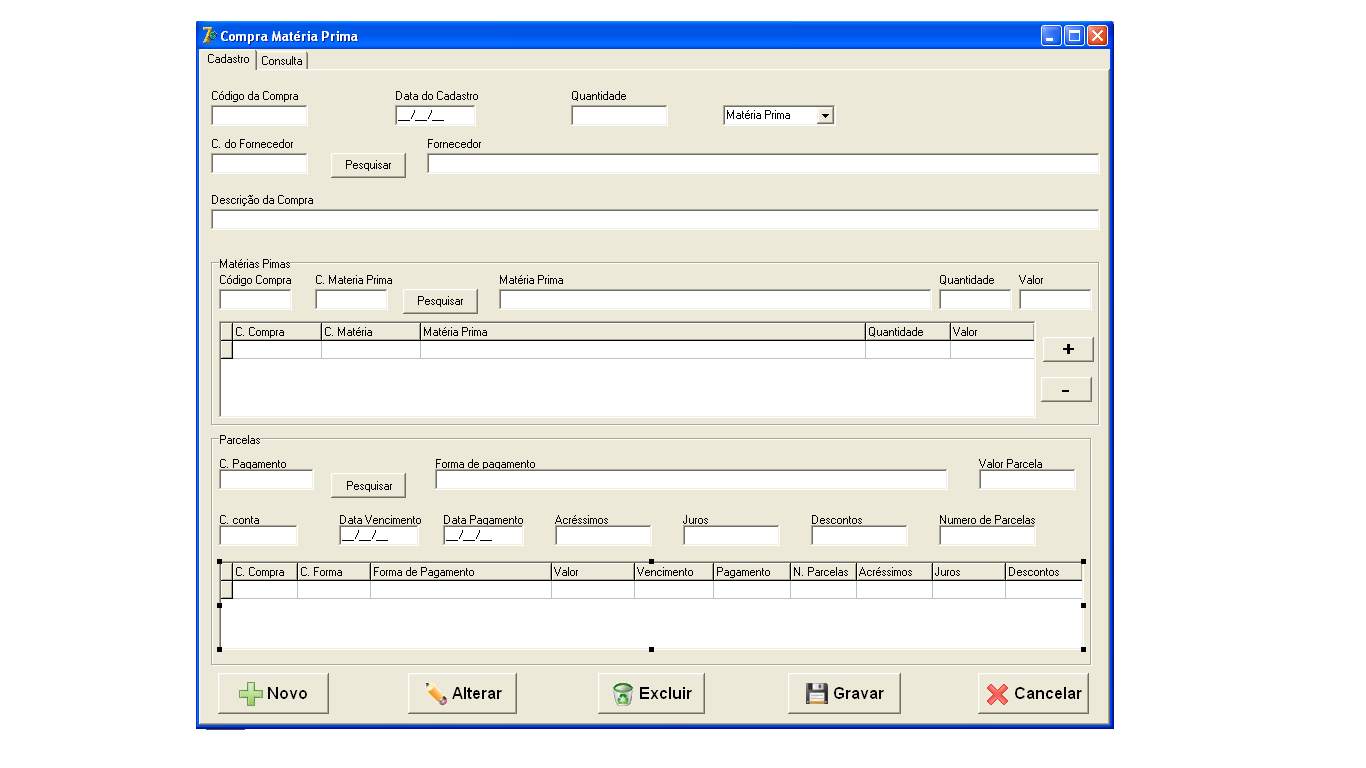 Compra Matéria Prima
Cadastro Consulta
Código da Compra Data do Cadastro Quantidade
__/__/__ Matéria Prima
C. do Fornecedor Fornecedor
Pesquisar
Descrição da Compra
Matérias Pimas
Código Compra C. Materia Prima Matéria Prima Quantidade Valor
Pesquisar
C. Compra C. Matéria Matéria Prima Quantidade Valor
+
-
Parcelas
C. Pagamento Forma de pagamento Valor Parcela
Pesquisar
C. conta Data Vencimento Data Pagamento Acréssimos Juros Descontos Numero de Parcelas
__/__/__ __/__/__
C. Compra C. Forma Forma de Pagamento Valor Vencimento Pagamento N. Parcelas Acréssimos Juros Descontos
Novo Alterar Excluir Gravar Cancelar